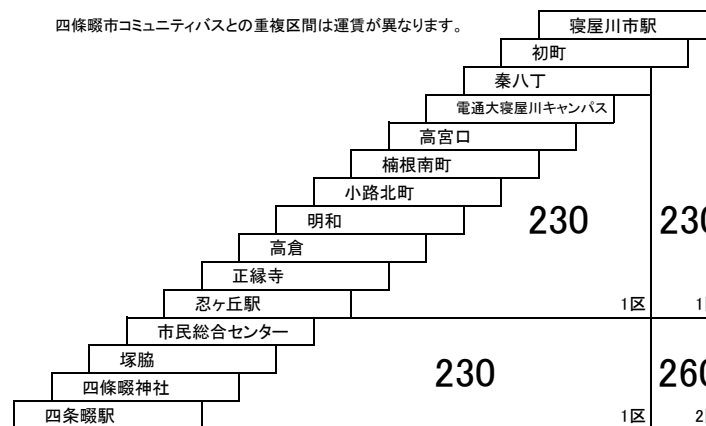 四條畷市コミュニティバスとの重複区間は運賃が異なります。
寝屋川市駅
初町
秦八丁
電通大寝屋川キャンパス
高宮口
楠根南町
小路北町
明和
230
230
高倉
正縁寺
忍ヶ丘駅
1区
1
市民総合センター
塚脇
230
260
四條畷神社
四条畷駅
1区
2